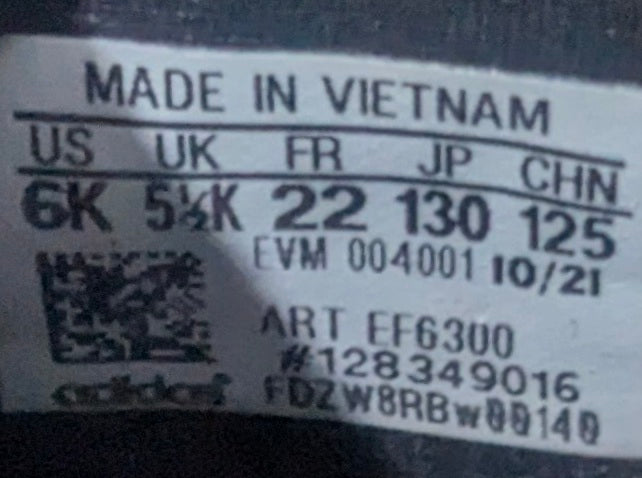 MADE IN VIETNAM
US UK FR JP CHN
6K 5½K 22 130 125
EVM 004001 10/21
ART EF6300
#128349016
adidas FDZW8RBw00140